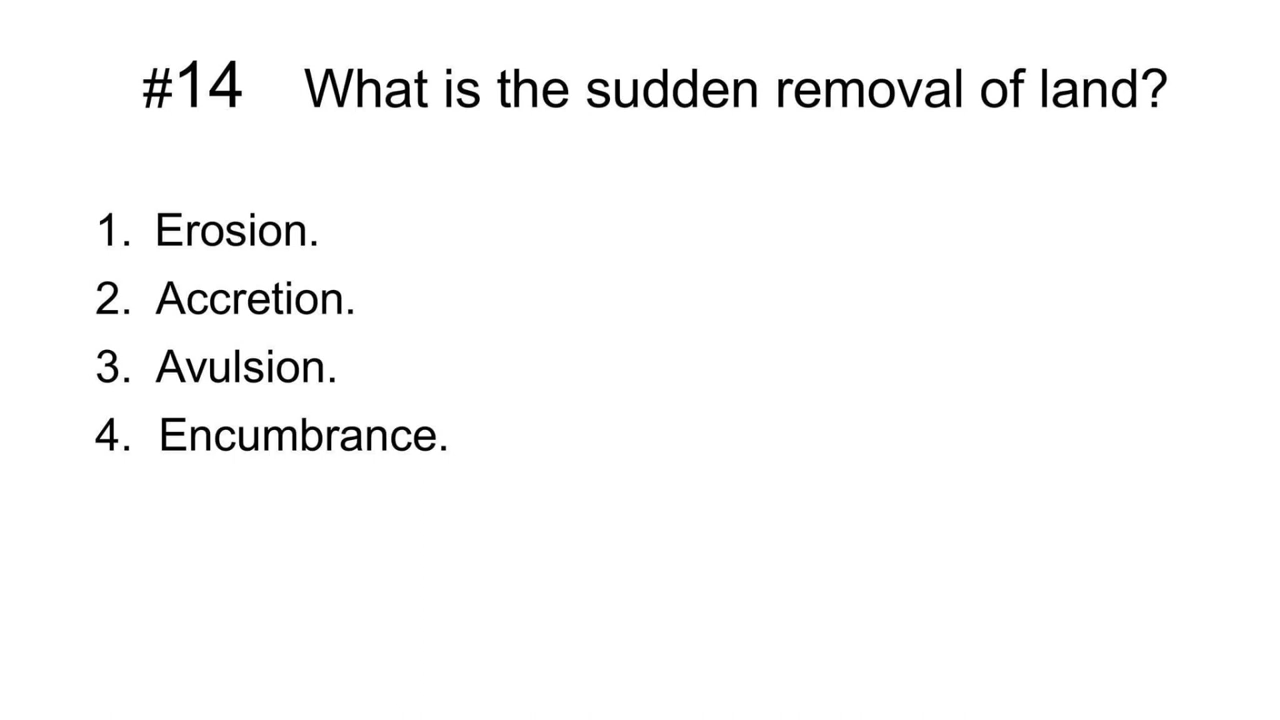 #14 What is the sudden removal of land?
1. Erosion.
2. Accretion.
3. Avulsion.
4. Encumbrance.